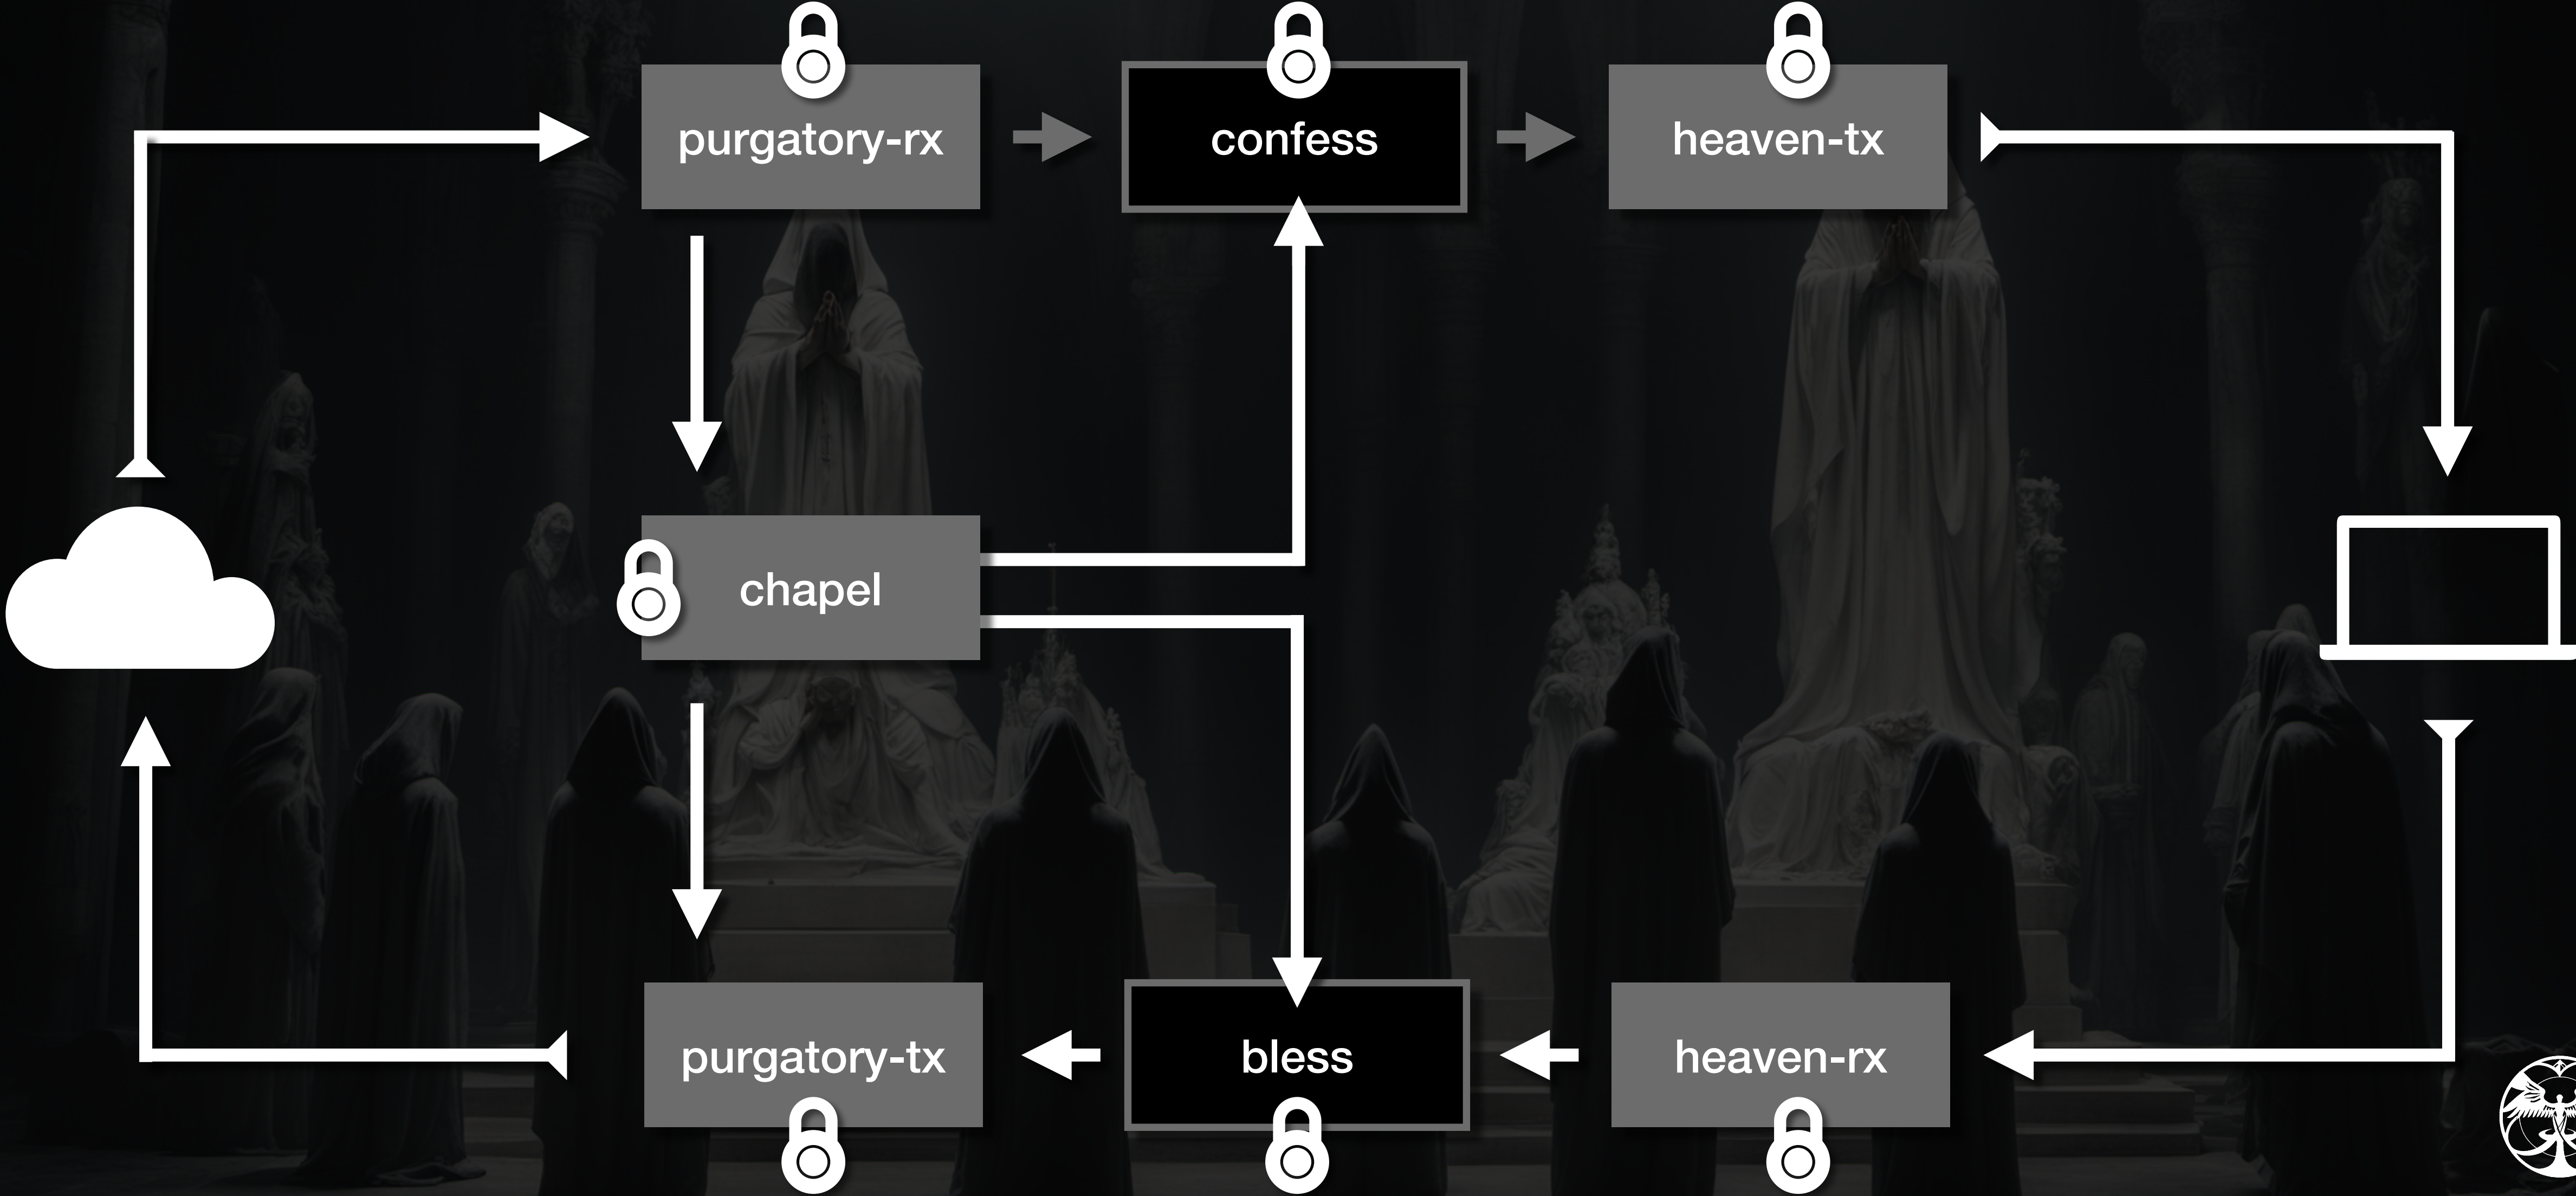 purgatory-rx
confess
heaven-tx
chapel
purgatory-tx
bless
heaven-rx